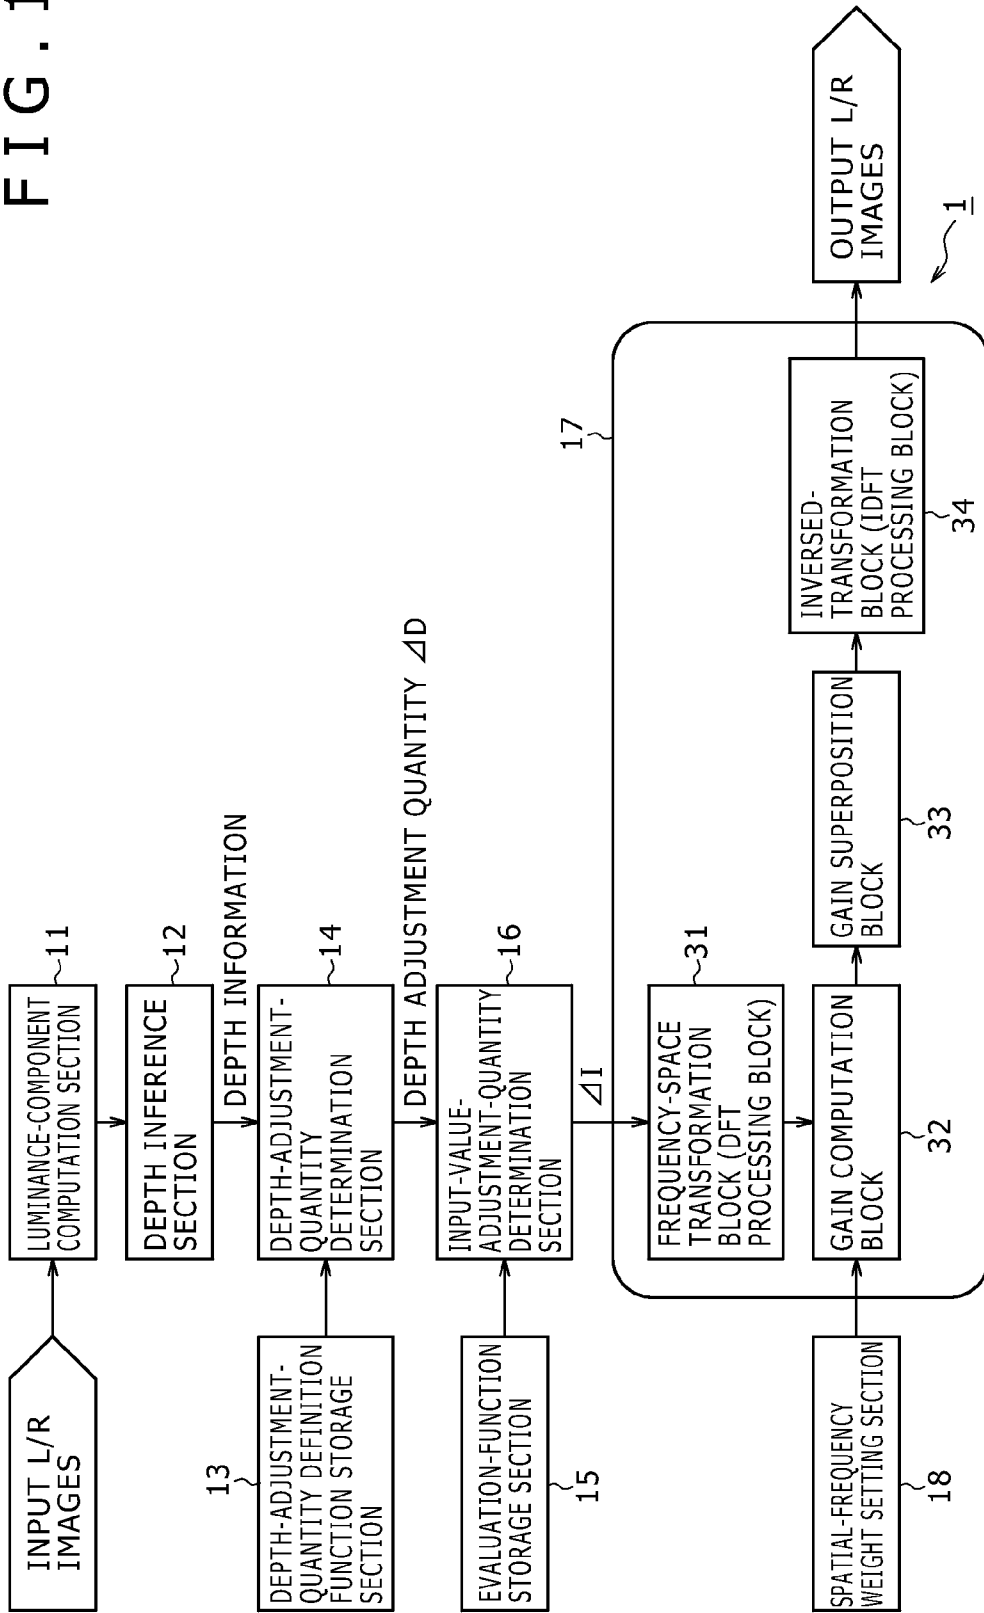 FIG.1
INPUT L/R
IMAGES
LUMINANCE-COMPONENT
COMPUTATION SECTION
11
DEPTH INFERENCE
SECTION
12
DEPTH INFORMATION
13
DEPTH-ADJUSTMENT-
QUANTITY DEFINITION
FUNCTION STORAGE
SECTION
DEPTH-ADJUSTMENT-
QUANTITY
DETERMINATION
SECTION
14
DEPTH ADJUSTMENT QUANTITY ⊿D
EVALUATION-FUNCTION
STORAGE SECTION
15
INPUT-VALUE-
ADJUSTMENT-QUANTITY
DETERMINATION
SECTION
16
⊿I
17
FREQUENCY-SPACE
TRANSFORMATION
BLOCK (DFT
PROCESSING BLOCK)
31
SPATIAL-FREQUENCY
WEIGHT SETTING SECTION
18
GAIN COMPUTATION
BLOCK
32
GAIN SUPERPOSITION
BLOCK
33
INVERSED-
TRANSFORMATION
BLOCK (IDFT
PROCESSING BLOCK)
34
OUTPUT L/R
IMAGES
1